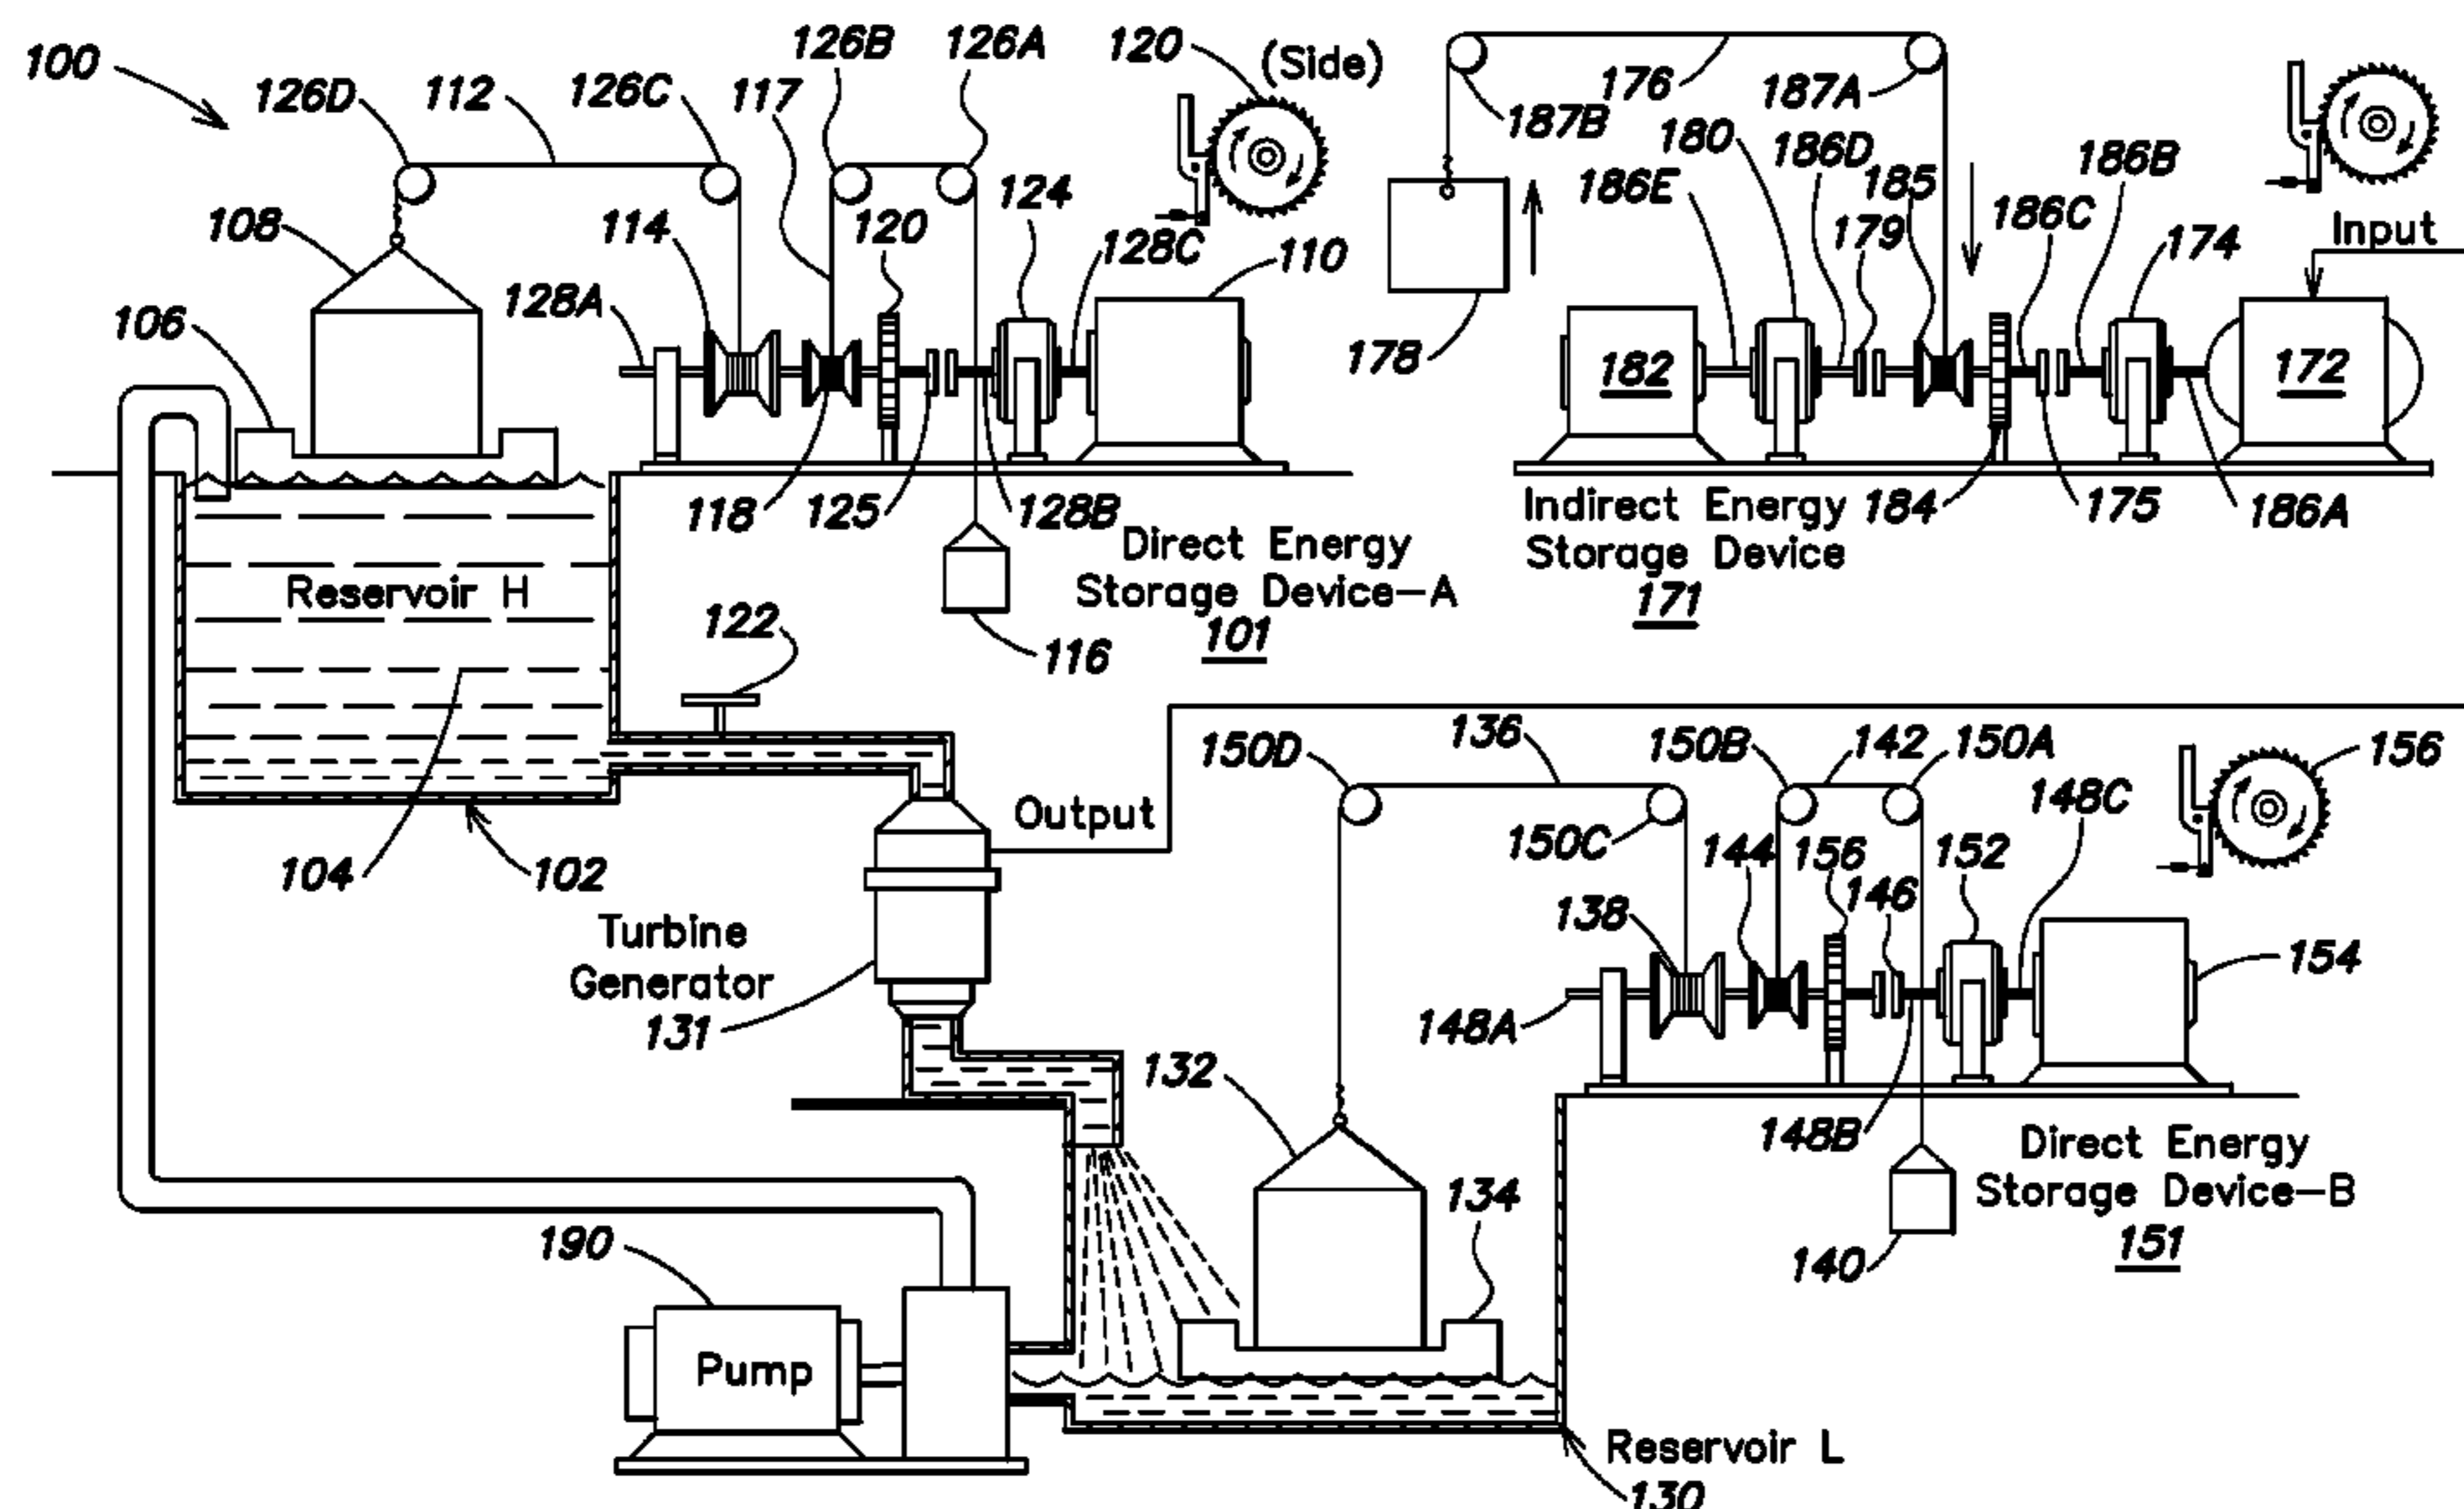 100
126D
112
126C
117
126B
126A
120
(Side)
176
187A
187B
180
186D
185
186C
186B
179
186E
174
Input
108
114
120
124
128C
110
128A
106
178
182
172
118
125
128B
184
175
186A
Direct Energy
Storage Device-A
101
Indirect Energy
Storage Device
171
Reservoir H
116
122
104
102
Output
150D
136
150B
142
150A
156
148C
150C
144
156
146
152
138
154
148A
148B
Turbine
Generator
131
132
134
Direct Energy
Storage Device-B
151
140
190
Pump
Reservoir L
130